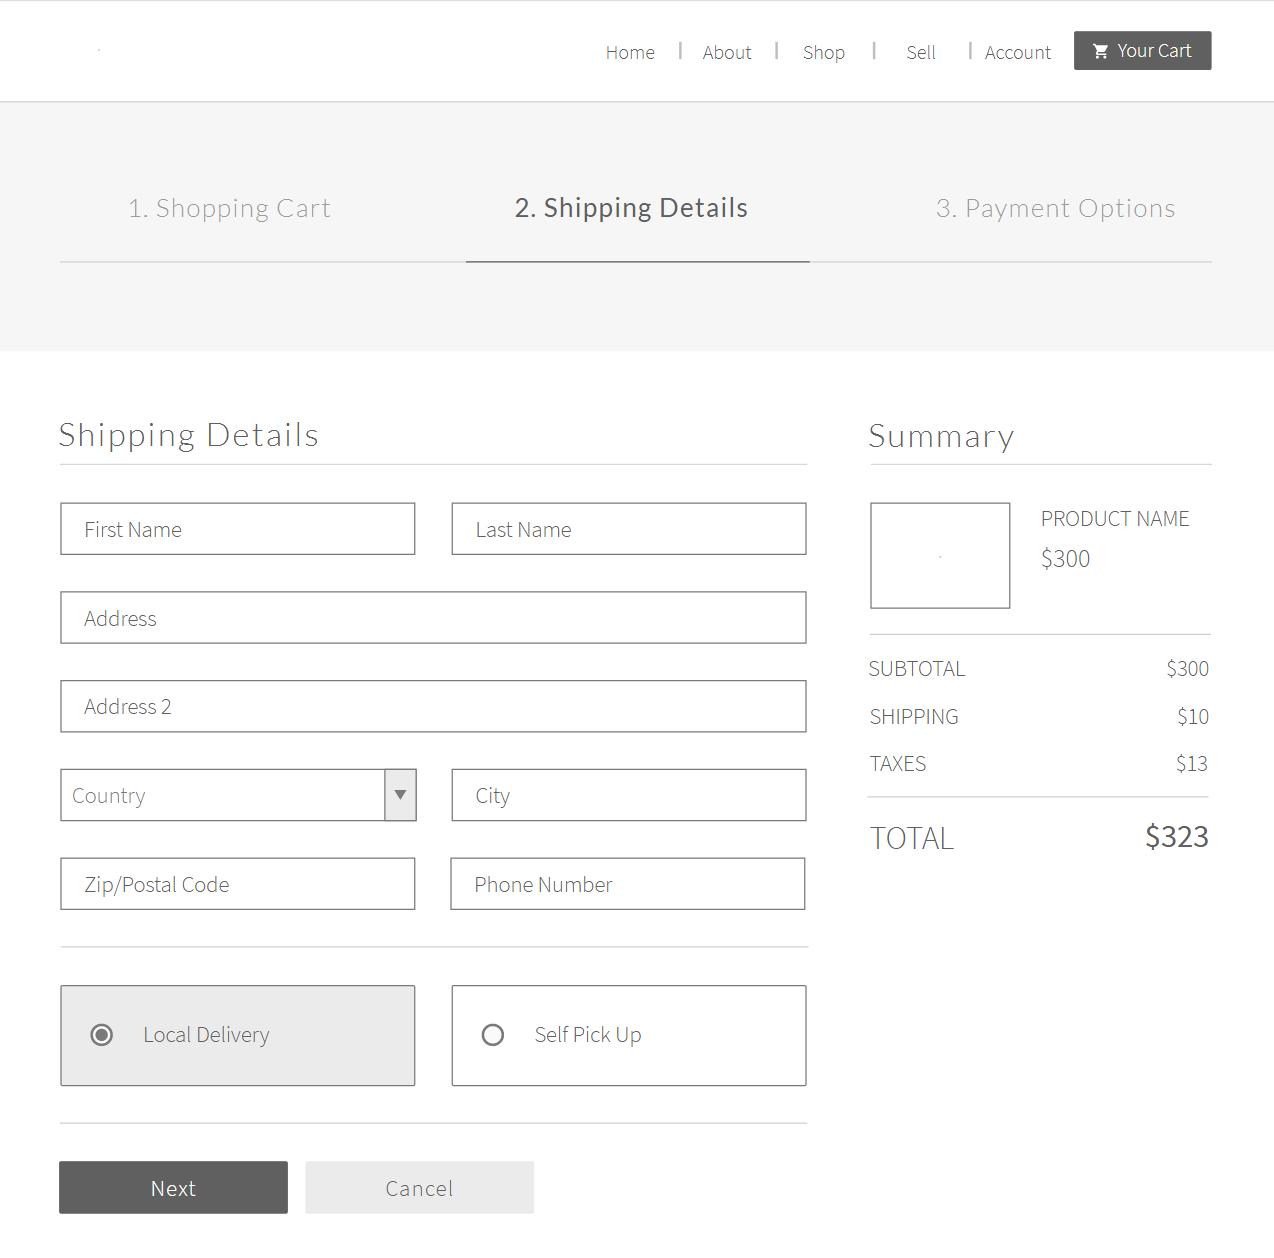 Home | About | Shop | Sell | Account Your Cart
1. Shopping Cart 2. Shipping Details 3. Payment Options
Shipping Details
First Name Last Name
Address
Address 2
Country City
Zip/Postal Code Phone Number
Local Delivery Self Pick Up
Next Cancel
Summary
PRODUCT NAME
$300
SUBTOTAL $300
SHIPPING $10
TAXES $13
TOTAL $323